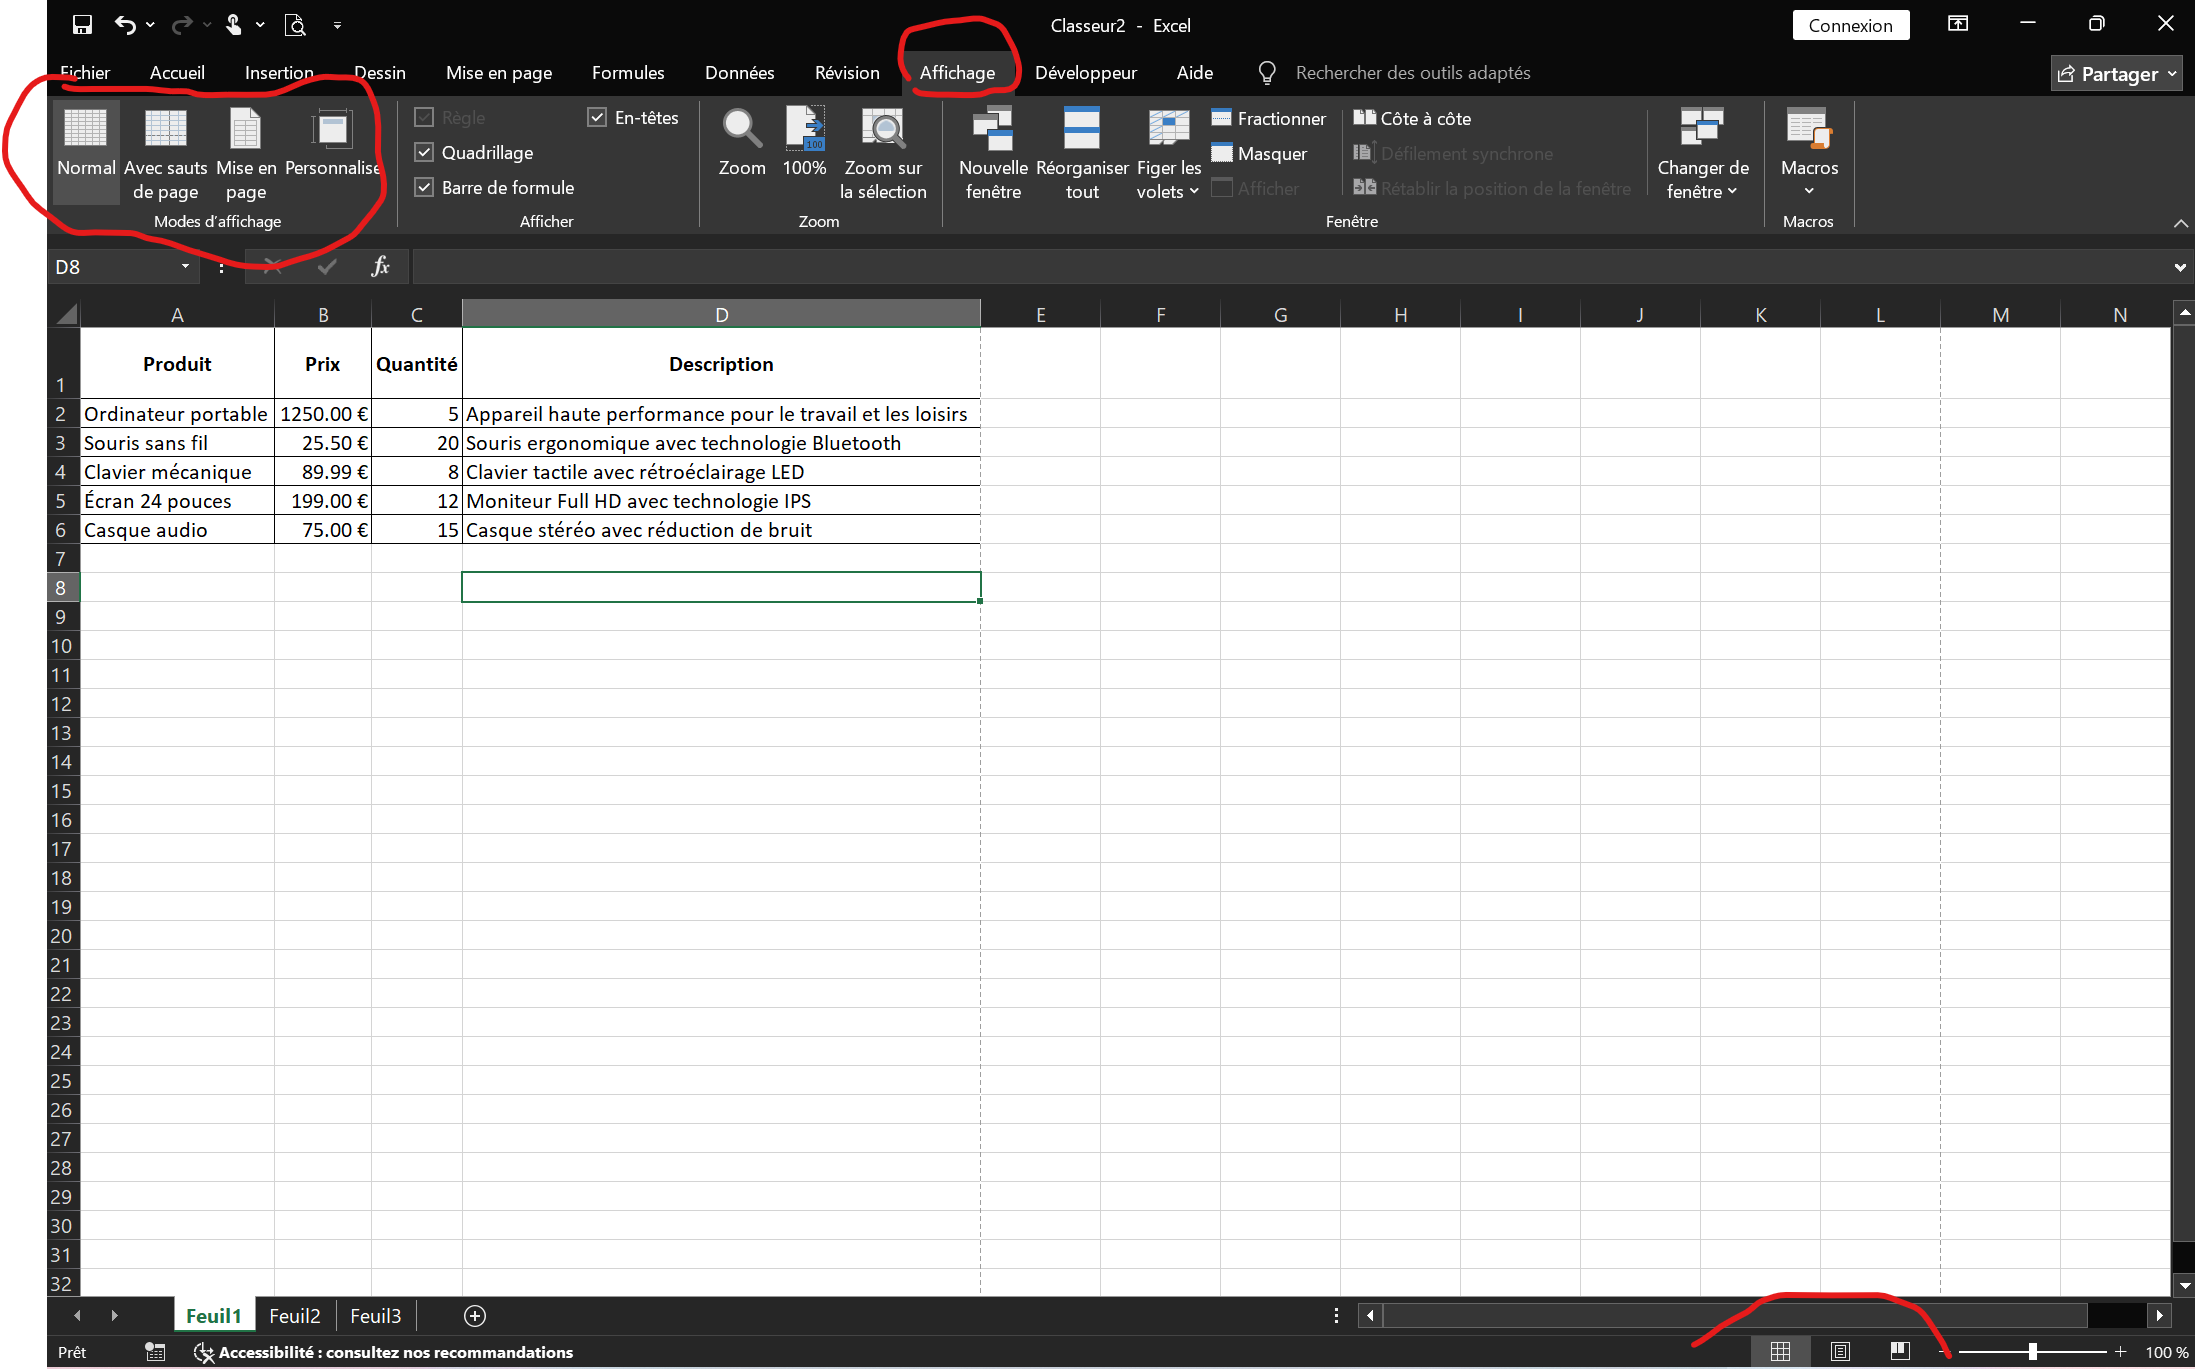 Classeur2 - Excel
Connexion
Fichier Accueil Insertion Dessin Mise en page Formules Données Révision Affichage Développeur Aide Rechercher des outils adaptés Partager
Normal Avec sauts de page Mise en page Personnalisé
Modes d'affichage
Règle En-têtes
Quadrillage
Barre de formule
Afficher
Zoom 100% Zoom sur la sélection
Zoom
Nouvelle fenêtre Réorganiser tout Figer les volets
Fractionner
Masquer
Afficher
Côte à côte
Défilement synchrone
Rétablir la position de la fenêtre
Changer de fenêtre
Fenêtre
Macros
Macros
D8 fx
A B C D E F G H I J K L M N
1 Produit Prix Quantité Description
2 Ordinateur portable 1250.00 € 5 Appareil haute performance pour le travail et les loisirs
3 Souris sans fil 25.50 € 20 Souris ergonomique avec technologie Bluetooth
4 Clavier mécanique 89.99 € 8 Clavier tactile avec rétroéclairage LED
5 Écran 24 pouces 199.00 € 12 Moniteur Full HD avec technologie IPS
6 Casque audio 75.00 € 15 Casque stéréo avec réduction de bruit
7
8
9
10
11
12
13
14
15
16
17
18
19
20
21
22
23
24
25
26
27
28
29
30
31
32
Feuil1 Feuil2 Feuil3
Prêt Accessibilité : consultez nos recommandations 100 %